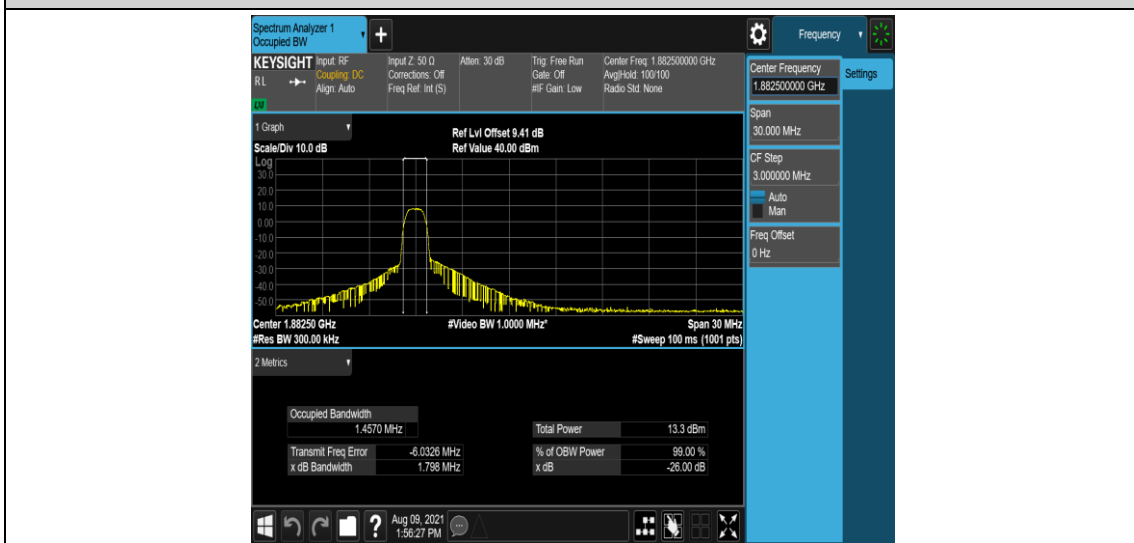 Spectrum Analyzer 1
Occupied BW
+
Frequency
KEYSIGHT
RL
LXI
Input: RF
Coupling: DC
Align: Auto
Input Z: 50 Ω
Corrections: Off
Freq Ref: Int (S)
Atten: 30 dB
Trig: Free Run
Gate: Off
#IF Gain: Low
Center Freq: 1.882500000 GHz
Avg|Hold: 100/100
Radio Std: None
Center Frequency
1.882500000 GHz
Settings
Span
30.000 MHz
CF Step
3.000000 MHz
Auto
Man
Freq Offset
0 Hz
1 Graph
Scale/Div 10.0 dB
Ref Lvl Offset 9.41 dB
Ref Value 40.00 dBm
Log
30.0
20.0
10.0
0.00
-10.0
-20.0
-30.0
-40.0
-50.0
Center 1.88250 GHz
#Video BW 1.0000 MHz*
Span 30 MHz
#Res BW 300.00 kHz
#Sweep 100 ms (1001 pts)
2 Metrics
Occupied Bandwidth
1.4570 MHz
Total Power 13.3 dBm
Transmit Freq Error -6.0326 MHz
% of OBW Power 99.00 %
x dB Bandwidth 1.798 MHz
x dB -26.00 dB
?
Aug 09, 2021
1:56:27 PM